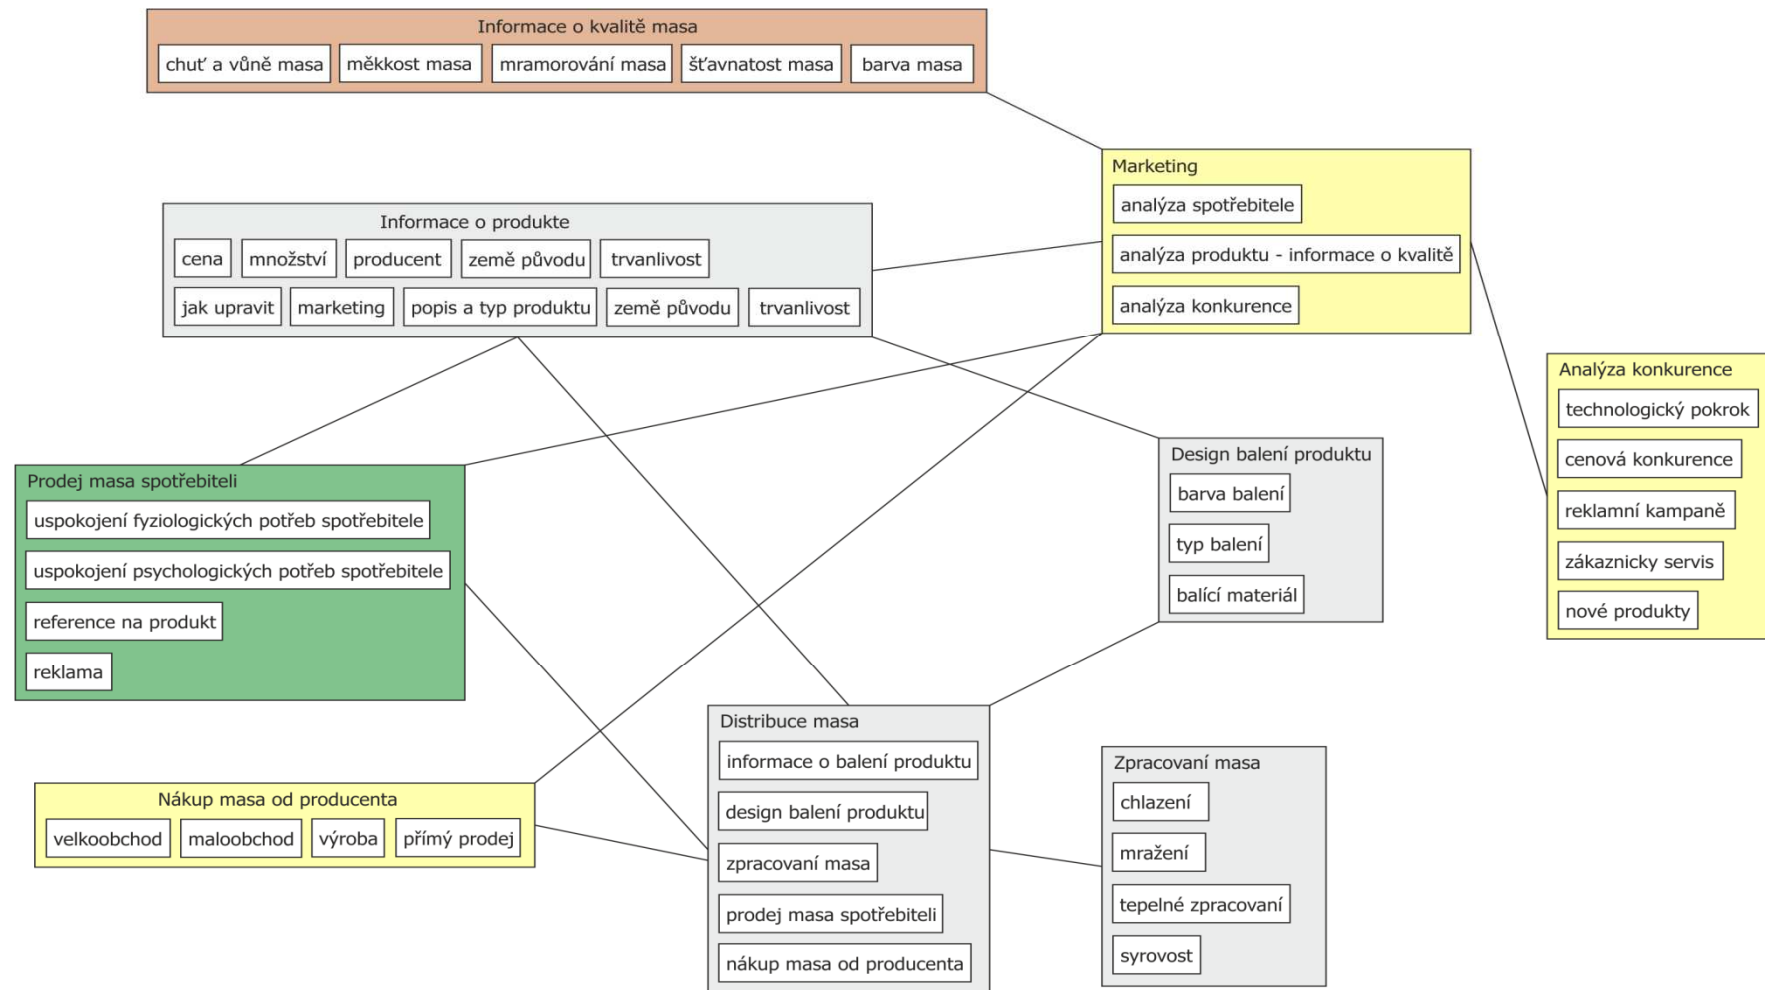 Informace o kvalitě masa
chuť a vůně masa
měkkost masa
mramorování masa
šťavnatost masa
barva masa
Marketing
analýza spotřebitele
analýza produktu - informace o kvalitě
analýza konkurence
Informace o produkte
cena
množství
producent
země původu
trvanlivost
jak upravit
marketing
popis a typ produktu
země původu
trvanlivost
Analýza konkurence
technologický pokrok
cenová konkurence
reklamní kampaně
zákaznicky servis
nové produkty
Design balení produktu
barva balení
typ balení
balící materiál
Prodej masa spotřebiteli
uspokojení fyziologických potřeb spotřebitele
uspokojení psychologických potřeb spotřebitele
reference na produkt
reklama
Distribuce masa
informace o balení produktu
design balení produktu
zpracovaní masa
prodej masa spotřebiteli
nákup masa od producenta
Zpracovaní masa
chlazení
mražení
tepelné zpracovaní
syrovost
Nákup masa od producenta
velkoobchod
maloobchod
výroba
přímý prodej